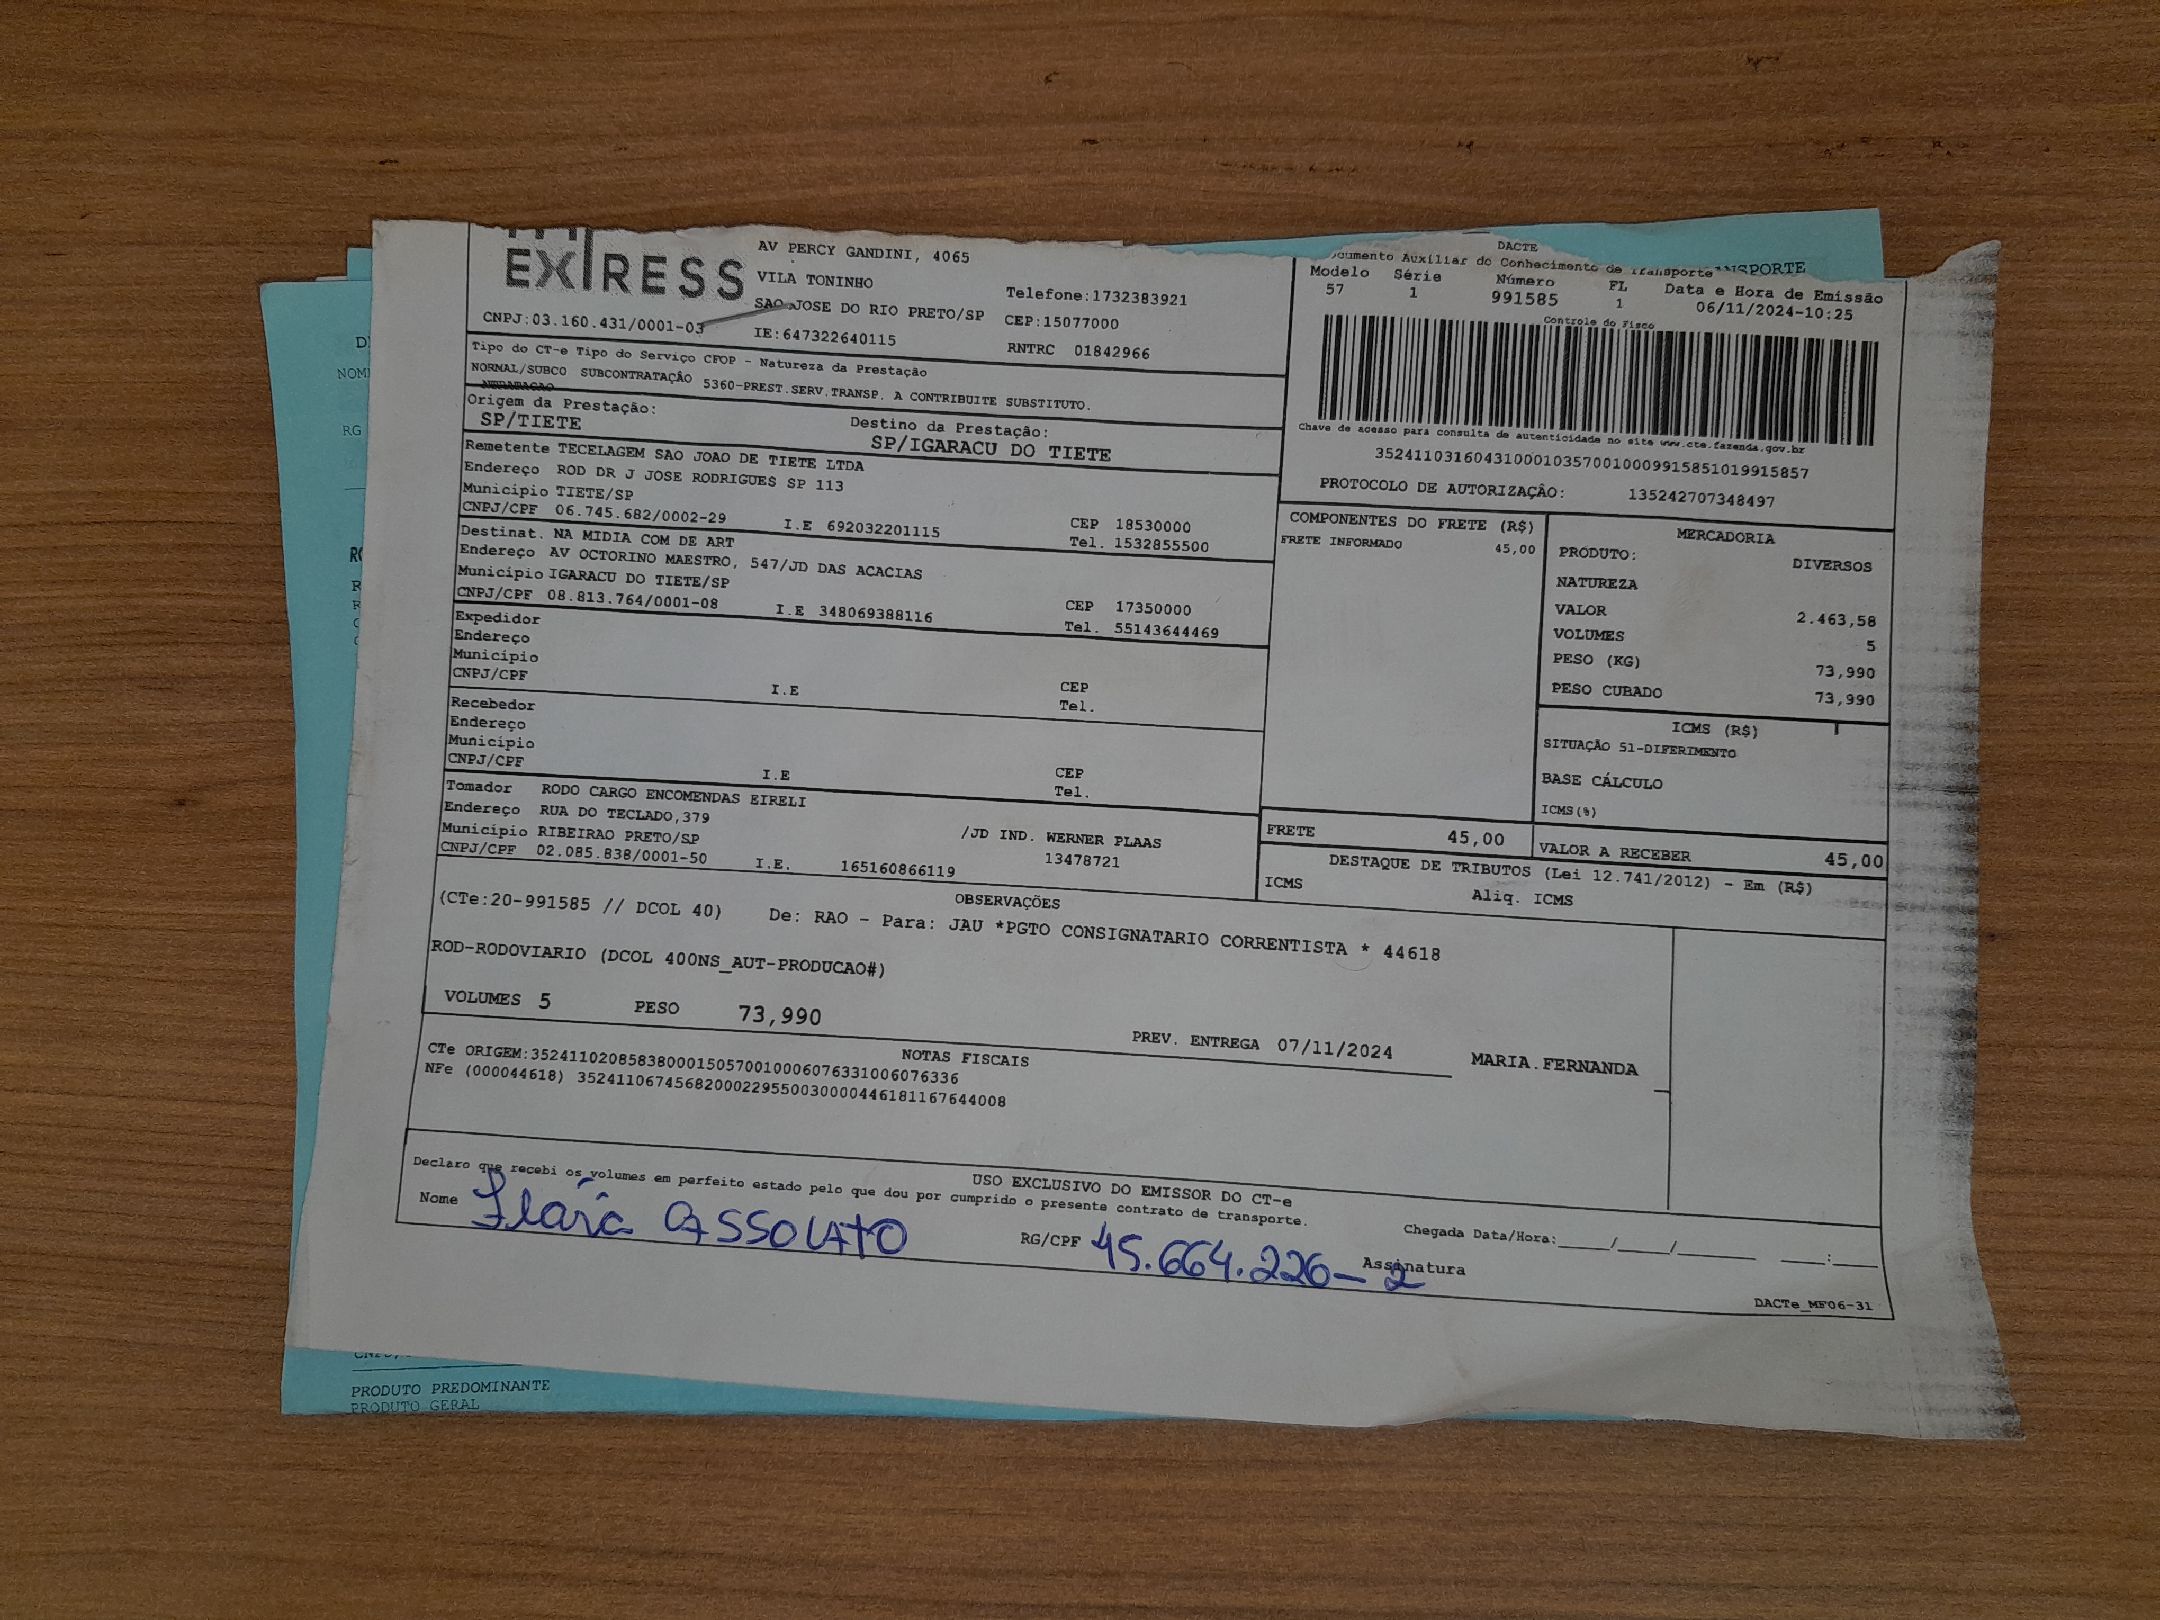 EXPRESS
AV PERCY GANDINI, 4065
VILA TONINHO
SAO JOSE DO RIO PRETO/SP
Telefone:1732383921
CEP:15077000
CNPJ:03.160.431/0001-03
IE:647322640115
RNTRC 01842966
DACTE
Documento Auxiliar do Conhecimento de Transporte
NSPORTE
Modelo Série Número FL Data e Hora de Emissão
57 1 991585 1 06/11/2024-10:25
Controle do Fisco
Chave de acesso para consulta de autenticidade no site www.cte.fazenda.gov.br
35241103160431000103570010009915851019915857
PROTOCOLO DE AUTORIZAÇÂO: 135242707348497
Tipo do CT-e Tipo do Serviço CFOP - Natureza da Prestação
NORMAL/SUBCO SUBCONTRATAÇÂO 5360-PREST.SERV.TRANSP. A CONTRIBUITE SUBSTITUTO.
Origem da Prestação: Destino da Prestação:
SP/TIETE SP/IGARACU DO TIETE
Remetente TECELAGEM SAO JOAO DE TIETE LTDA
Endereço ROD DR J JOSE RODRIGUES SP 113
Município TIETE/SP CEP 18530000
CNPJ/CPF 06.745.682/0002-29 I.E 692032201115 Tel. 1532855500
Destinat. NA MIDIA COM DE ART
Endereço AV OCTORINO MAESTRO, 547/JD DAS ACACIAS
Município IGARACU DO TIETE/SP CEP 17350000
CNPJ/CPF 08.813.764/0001-08 I.E 348069388116 Tel. 55143644469
Expedidor
Endereço
Município CEP
CNPJ/CPF I.E Tel.
Recebedor
Endereço
Município CEP
CNPJ/CPF I.E Tel.
Tomador RODO CARGO ENCOMENDAS EIRELI
Endereço RUA DO TECLADO,379 /JD IND. WERNER PLAAS
Município RIBEIRAO PRETO/SP 13478721
CNPJ/CPF 02.085.838/0001-50 I.E. 165160866119
COMPONENTES DO FRETE (R$)
FRETE INFORMADO 45,00
MERCADORIA
PRODUTO: DIVERSOS
NATUREZA
VALOR 2.463,58
VOLUMES 5
PESO (KG) 73,990
PESO CUBADO 73,990
ICMS (R$)
SITUAÇÃO 51-DIFERIMENTO
BASE CÁLCULO
ICMS(%)
FRETE 45,00 VALOR A RECEBER 45,00
DESTAQUE DE TRIBUTOS (Lei 12.741/2012) - Em (R$)
ICMS Aliq. ICMS
OBSERVAÇÕES
(CTe:20-991585 // DCOL 40) De: RAO - Para: JAU *PGTO CONSIGNATARIO CORRENTISTA * 44618
ROD-RODOVIARIO (DCOL 400NS_AUT-PRODUCAO#)
VOLUMES 5 PESO 73,990 PREV. ENTREGA 07/11/2024 MARIA.FERNANDA
NOTAS FISCAIS
CTe ORIGEM:35241102085838000150570010006076331006076336
NFe (000044618) 35241106745682000229550030000446181167644008
USO EXCLUSIVO DO EMISSOR DO CT-e
Declaro que recebi os volumes em perfeito estado pelo que dou por cumprido o presente contrato de transporte.
Nome Flávia CASSOLATO RG/CPF 45.664.226-2 Assinatura
Chegada Data/Hora:____/____/______ ____:____
DACTe_MF06-31
RG
PRODUTO PREDOMINANTE
PRODUTO GERAL